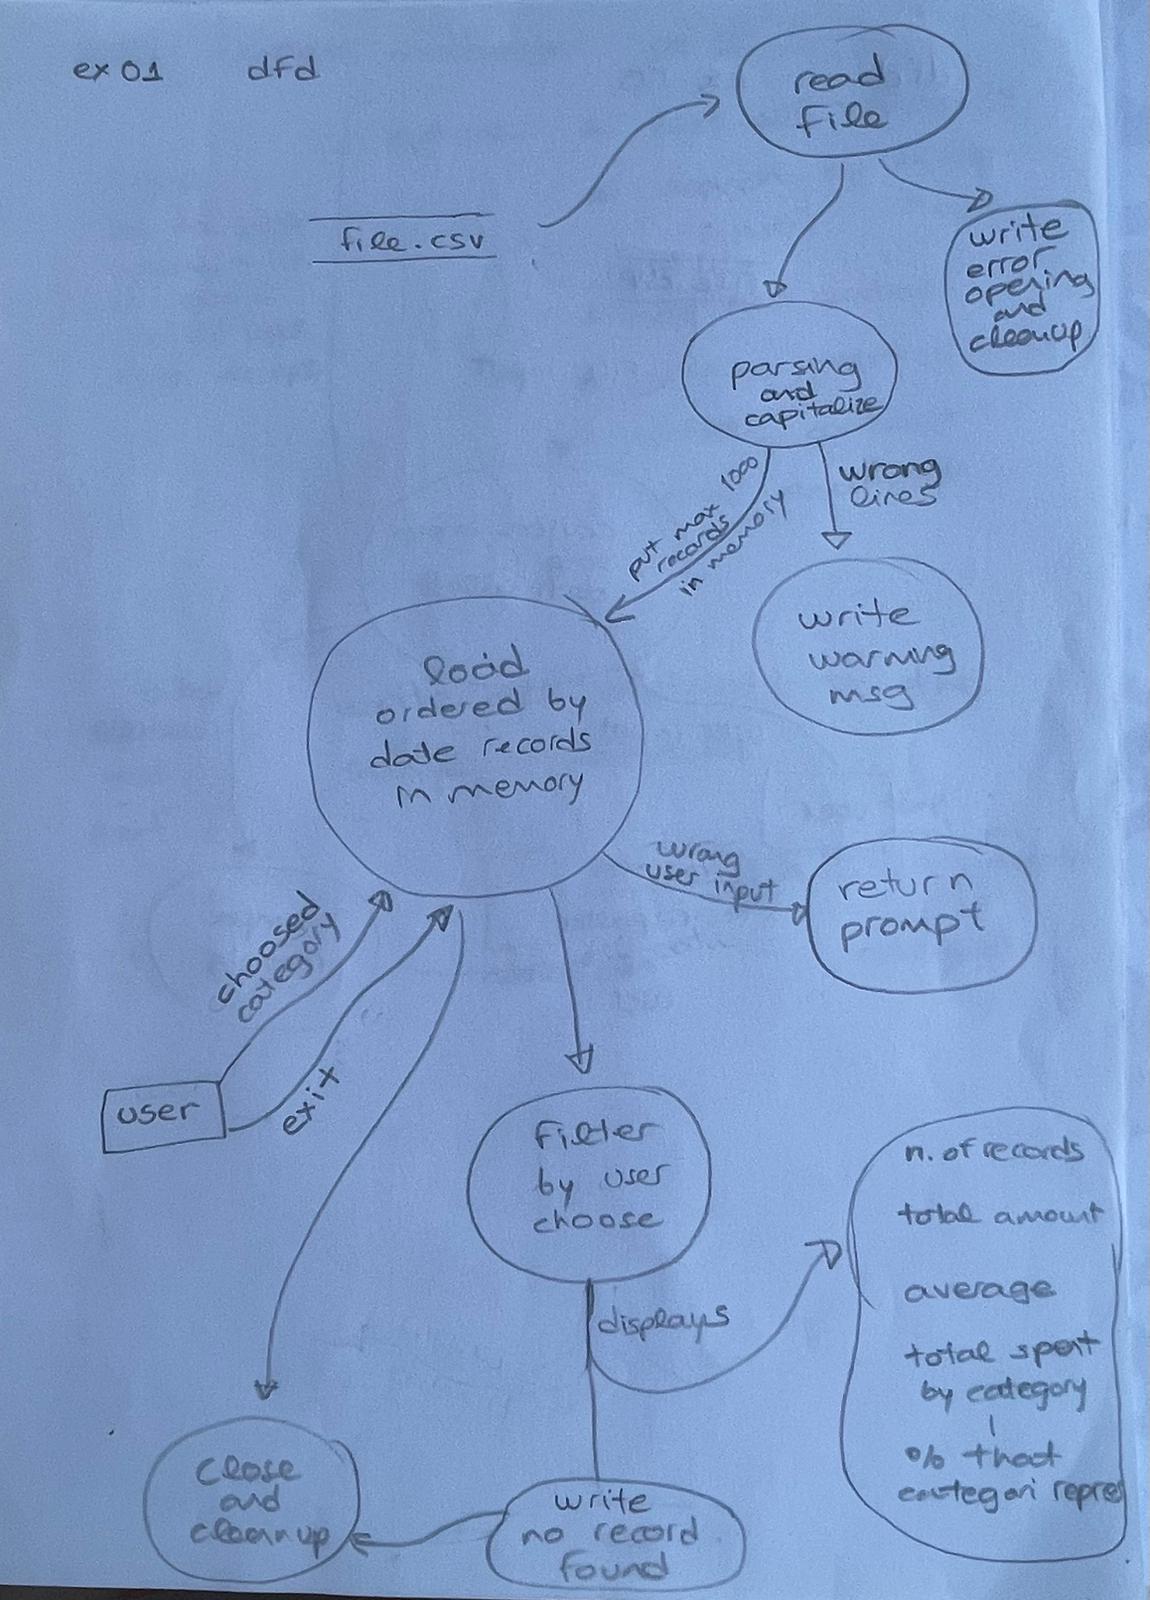 ex 01 dfd
read
file
file.csv
write
error
opening
and
cleanup
parsing
and
capitalize
put max 1000
records
in memory
wrong
lines
write
warning
msg
load
ordered by
date records
in memory
wrong
user input
return
prompt
choosed
category
exit
user
filter
by user
choose
displays
n. of records
total amount
average
total spent
by category
% that
categori repres
close
and
cleanup
write
no record
found